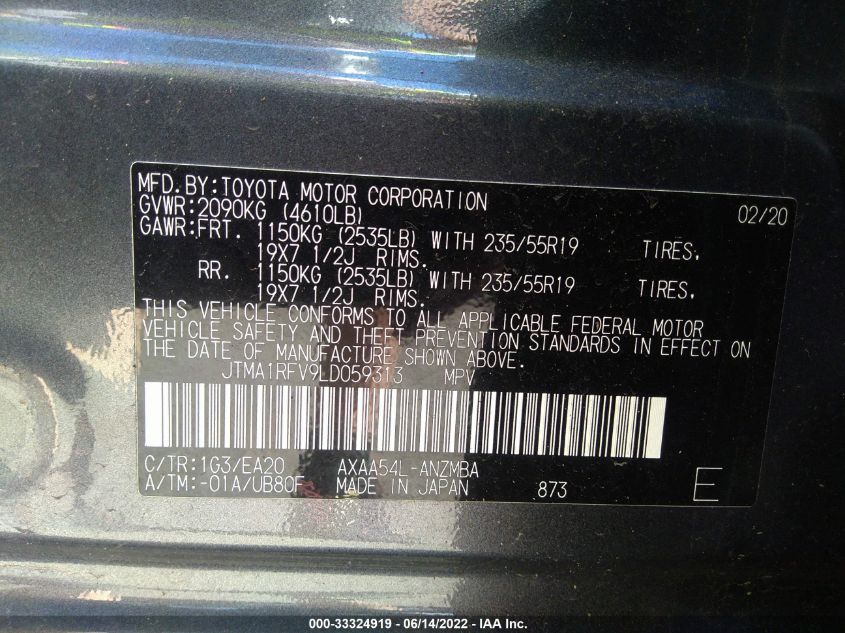 MFD.BY:TOYOTA MOTOR CORPORATION 02/20
GVWR:2090KG (4610LB)
GAWR:FRT. 1150KG (2535LB) WITH 235/55R19 TIRES.
19X7 1/2J RIMS.
RR. 1150KG (2535LB) WITH 235/55R19 TIRES,
19X7 1/2J RIMS.
THIS VEHICLE CONFORMS TO ALL APPLICABLE FEDERAL MOTOR
VEHICLE SAFETY AND THEFT PREVENTION STANDARDS IN EFFECT ON
THE DATE OF MANUFACTURE SHOWN ABOVE.
JTMA1RFV9LD059313 MPV
C/TR:1G3/EA20 AXAA54L-ANZMBA
A/TM:-01A/UB80F MADE IN JAPAN 873 E
000-33324919 - 06/14/2022 - IAA Inc.